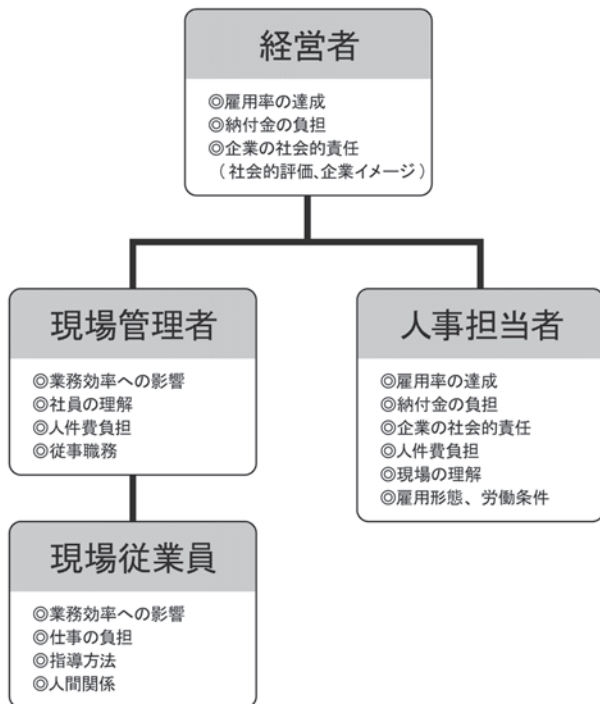 経営者
◎雇用率の達成
◎納付金の負担
◎企業の社会的責任
（社会的評価、企業イメージ）
現場管理者
◎業務効率への影響
◎社員の理解
◎人件費負担
◎従事職務
人事担当者
◎雇用率の達成
◎納付金の負担
◎企業の社会的責任
◎人件費負担
◎現場の理解
◎雇用形態、労働条件
現場従業員
◎業務効率への影響
◎仕事の負担
◎指導方法
◎人間関係